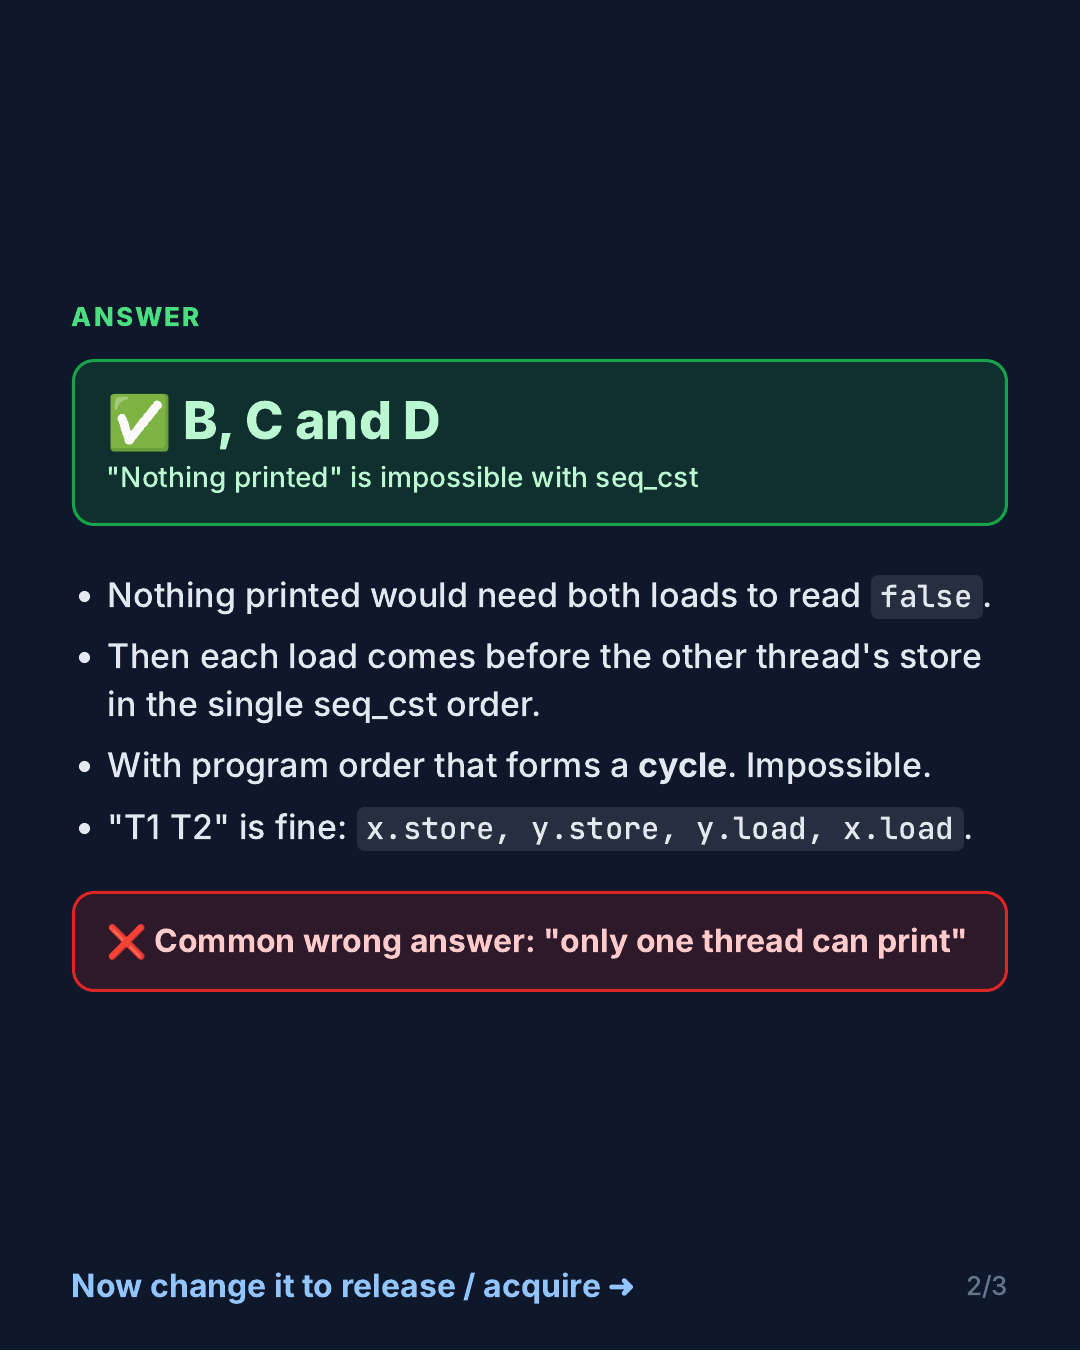 ANSWER
✅ B, C and D
"Nothing printed" is impossible with seq_cst
• Nothing printed would need both loads to read false.
• Then each load comes before the other thread's store
in the single seq_cst order.
• With program order that forms a cycle. Impossible.
• "T1 T2" is fine: x.store, y.store, y.load, x.load.
❌ Common wrong answer: "only one thread can print"
Now change it to release / acquire ➜
2/3